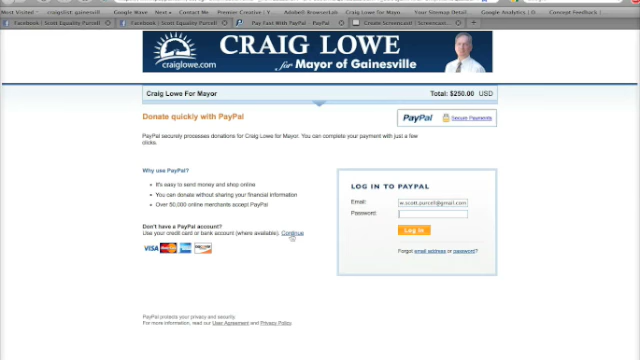 Most Visited
craigslist: gainesvill
Google
News
Contact Me
Premier Creative | Y
Adobe® Browserlab
Craig Lowe For Mayo
Your Sitemap Detail
Google Analytics
Concept Feedback
Facebook | Scott Equality Purcell
Facebook | Scott Equality Purcell
Pay Fast With PayPal - PayPal
Create Screencast | Screencast
craiglowe.com
CRAIG LOWE
for Mayor of Gainesville
Craig Lowe For Mayor
Total: $250.00 USD
Donate quickly with PayPal
PayPal Secure Payments
PayPal securely processes donations for Craig Lowe for Mayor. You can complete your payment with just a few
clicks.
Why use PayPal?
It's easy to send money and shop online
You can donate without sharing your financial information
Over 50,000 online merchants accept PayPal
Don't have a PayPal account?
Use your credit card or bank account (where available). Continue
VISA
LOG IN TO PAYPAL
Email: w.scott.purcell@gmail.com
Password:
Log In
Forgot email address or password?
PayPal protects your privacy and security.
For more information, read our User Agreement and Privacy Policy.